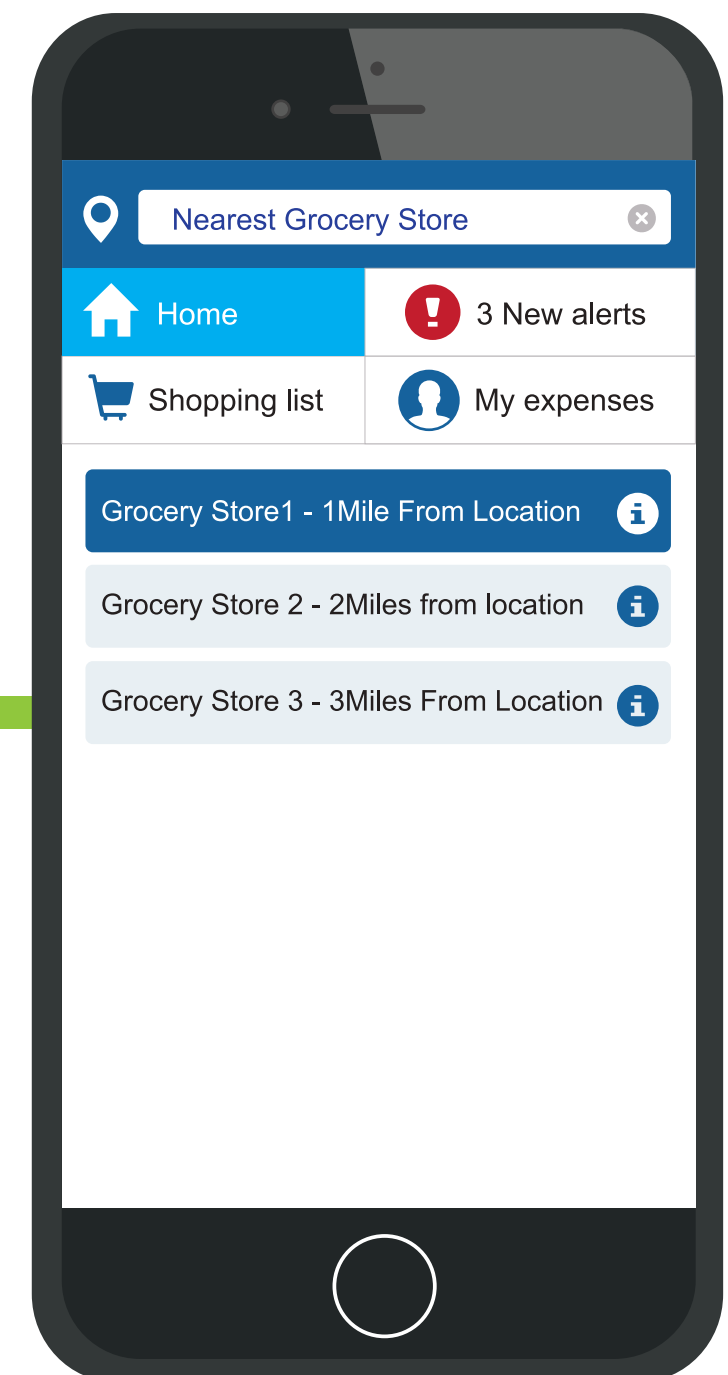 Nearest Grocery Store
Home
3 New alerts
Shopping list
My expenses
Grocery Store1 - 1Mile From Location
Grocery Store 2 - 2Miles from location
Grocery Store 3 - 3Miles From Location